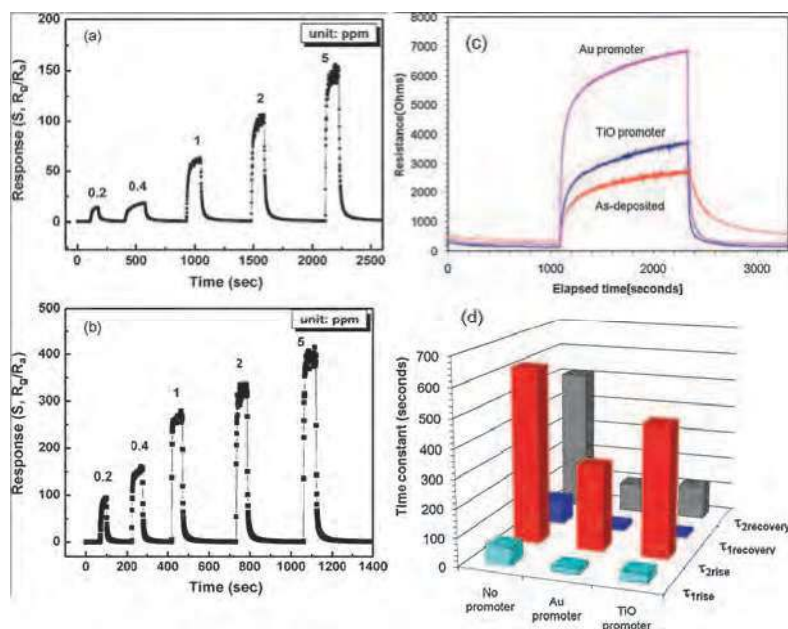 (a)
unit: ppm
Response (S, Rg/Ra)
200
150
100
50
0
0.2
0.4
1
2
5
0 500 1000 1500 2000 2500
Time (sec)
(b)
unit: ppm
Response (S, Rg/Ra)
500
400
300
200
100
0
0.2
0.4
1
2
5
0 200 400 600 800 1000 1200 1400
Time (sec)
(c)
Resistance[Ohms]
8000
7000
6000
5000
4000
3000
2000
1000
0
Au promoter
TiO promoter
As-deposited
0 1000 2000 3000
Elapsed time[seconds]
(d)
Time constant (seconds)
700
600
500
400
300
200
100
0
No promoter
Au promoter
TiO promoter
τ2recovery
τ1recovery
τ2rise
τ1rise